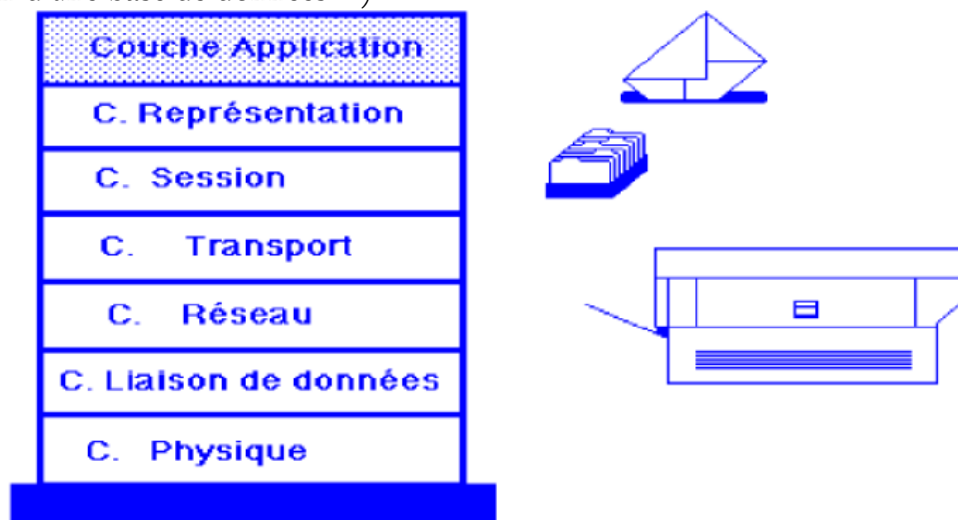 Couche Application
C. Représentation
C. Session
C. Transport
C. Réseau
C. Liaison de données
C. Physique